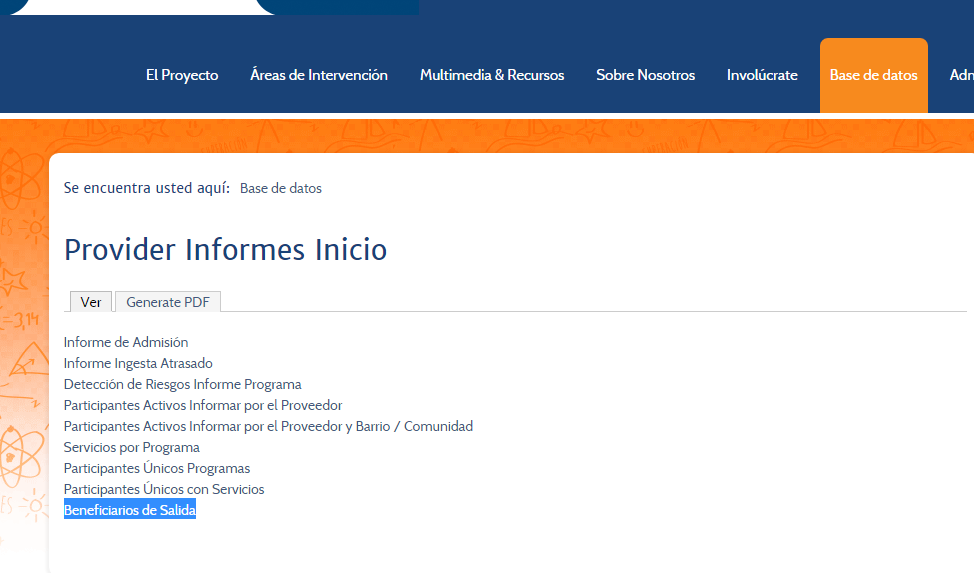 El Proyecto Áreas de Intervención Multimedia & Recursos Sobre Nosotros Involúcrate Base de datos
Se encuentra usted aquí: Base de datos
Provider Informes Inicio
Ver Generate PDF
Informe de Admisión
Informe Ingesta Atrasado
Detección de Riesgos Informe Programa
Participantes Activos Informar por el Proveedor
Participantes Activos Informar por el Proveedor y Barrio / Comunidad
Servicios por Programa
Participantes Únicos Programas
Participantes Únicos con Servicios
Beneficiarios de Salida
=3,14